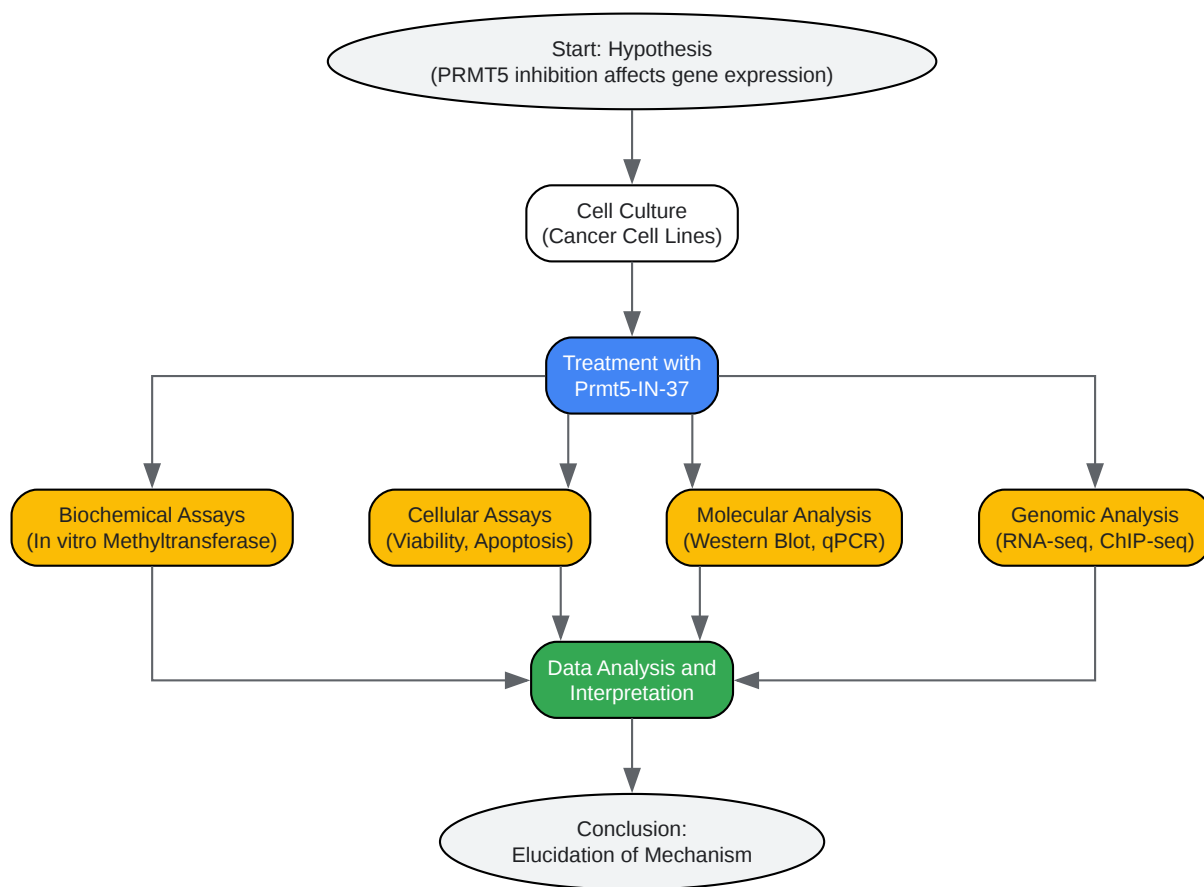 Start: Hypothesis
(PRMT5 inhibition affects gene expression)
Cell Culture
(Cancer Cell Lines)
Treatment with
Prmt5-IN-37
Biochemical Assays
(In vitro Methyltransferase)
Cellular Assays
(Viability, Apoptosis)
Molecular Analysis
(Western Blot, qPCR)
Genomic Analysis
(RNA-seq, ChIP-seq)
Data Analysis and
Interpretation
Conclusion:
Elucidation of Mechanism